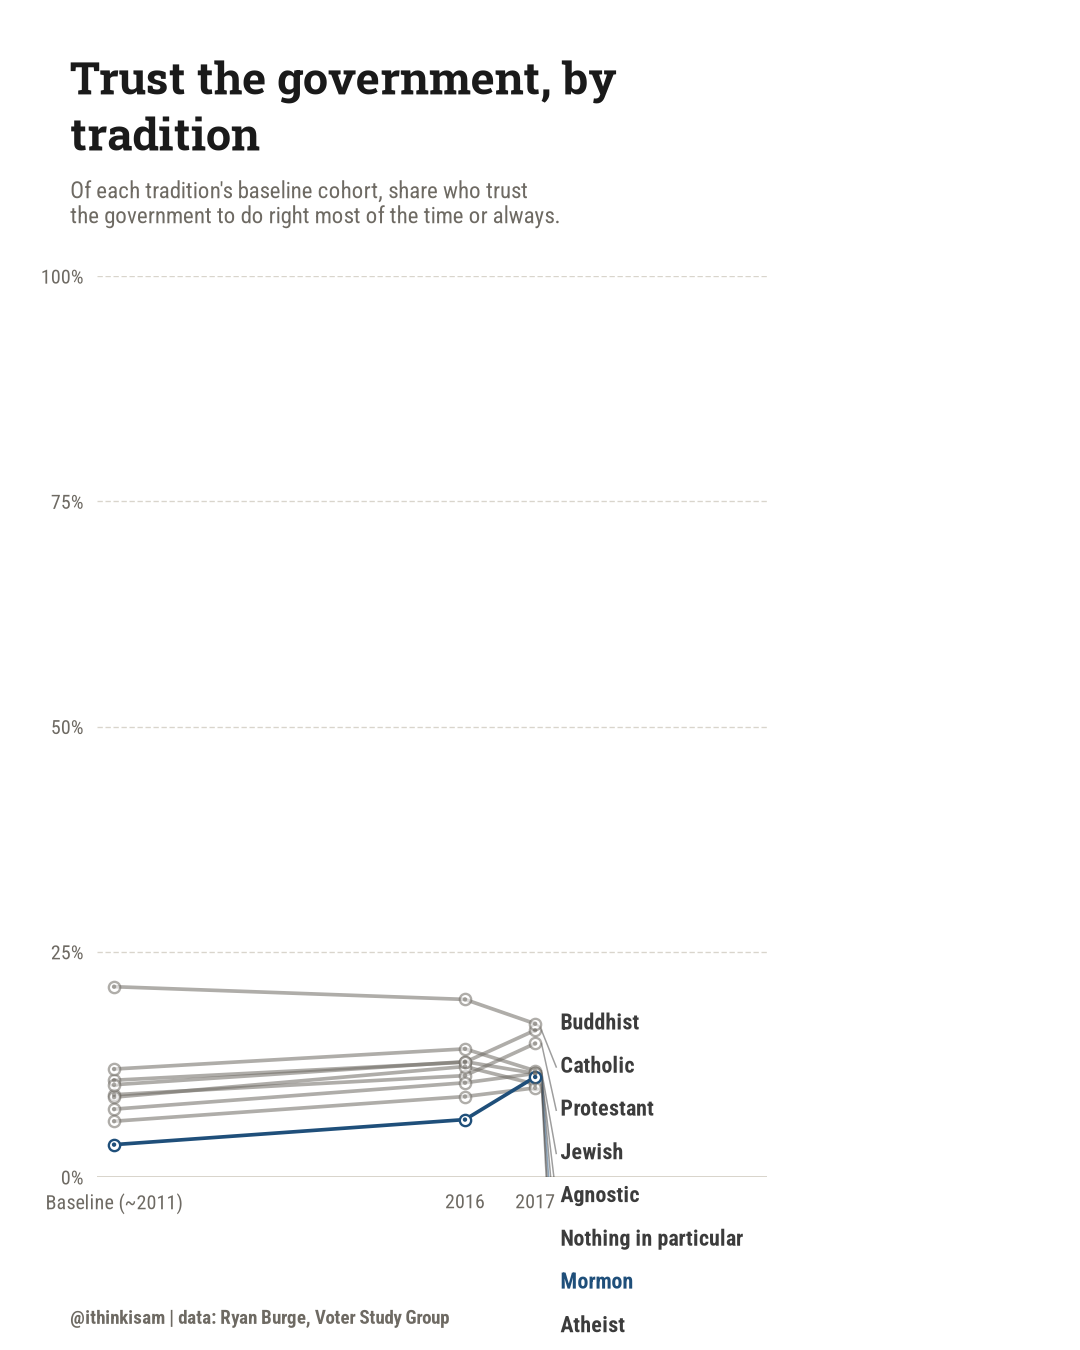 Trust the government, by
tradition
Of each tradition's baseline cohort, share who trust
the government to do right most of the time or always.
100%
75%
50%
25%
0%
Baseline (~2011)
2016
2017
Buddhist
Catholic
Protestant
Jewish
Agnostic
Nothing in particular
Mormon
Atheist
@ithinkisam | data: Ryan Burge, Voter Study Group